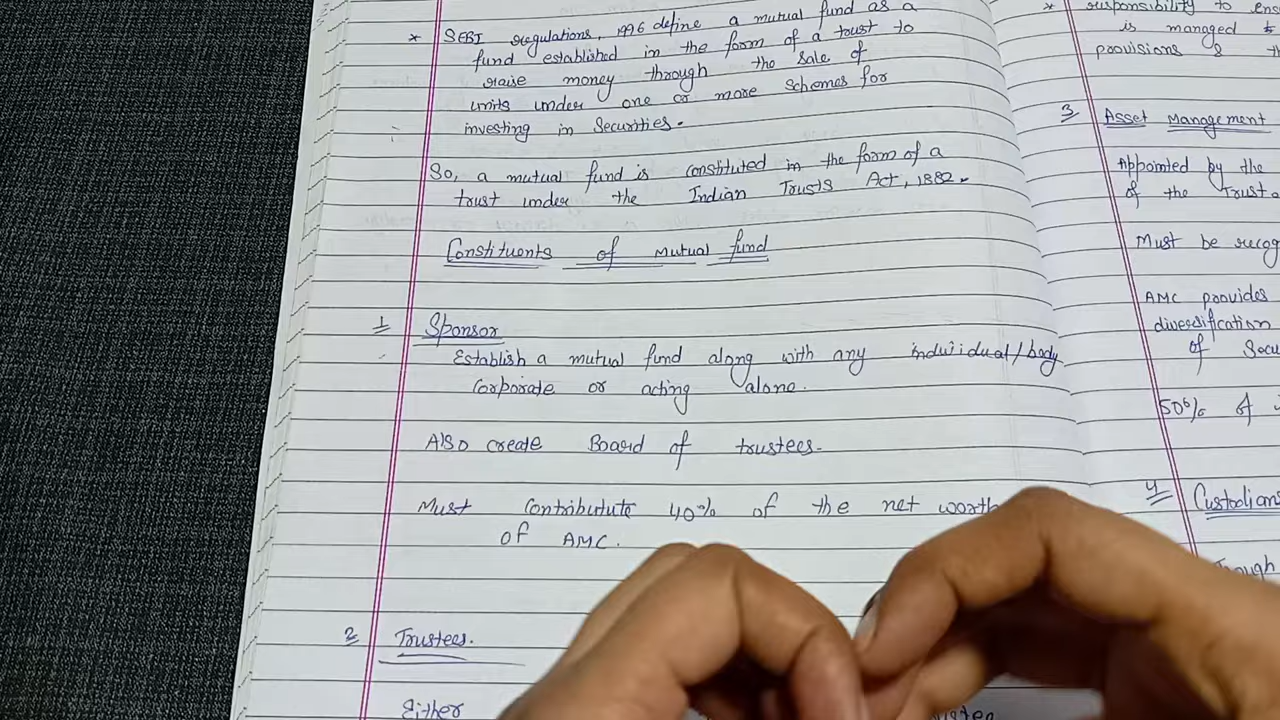 * SEBI regulations, 1996 define a mutual fund as a
fund established in the form of a trust to
raise money through the sale of
units under one or more schemes for
investing in Securities.
So, a mutual fund is constituted in the form of a
trust under the Indian Trusts Act, 1882.
Constituents of Mutual fund
1 Sponsor
Establish a mutual fund along with any individual/body
Corporate or acting alone.
Also create Board of trustees.
Must Contributute 40% of the net worth
of AMC.
2 Trustees.
Either
* responsibility to
is managed
provisions &
3 Asset Management
Appointed by the
of the Trust
Must be
AMC provides
diversification
of
50% of
4 Custodian